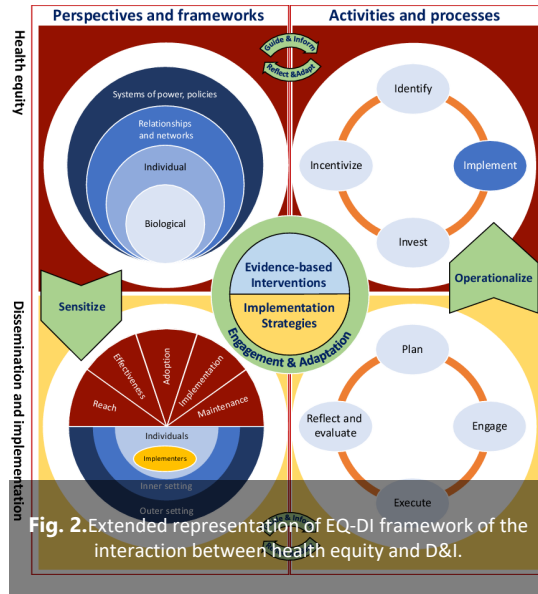 Perspectives and frameworks
Activities and processes
Health equity
Guide & Inform
Reflect &Adapt
Systems of power, policies
Relationships
and networks
Individual
Biological
Identify
Incentivize
Implement
Invest
Evidence-based
Interventions
Implementation
Strategies
Engagement & Adaptation
Sensitize
Operationalize
Dissemination and implementation
Reach
Effectiveness
Adoption
Implementation
Maintenance
Individuals
Implementers
Inner setting
Outer setting
Plan
Reflect and
evaluate
Engage
Execute
Guide & Inform
Fig. 2.Extended representation of EQ-DI framework of the
interaction between health equity and D&I.